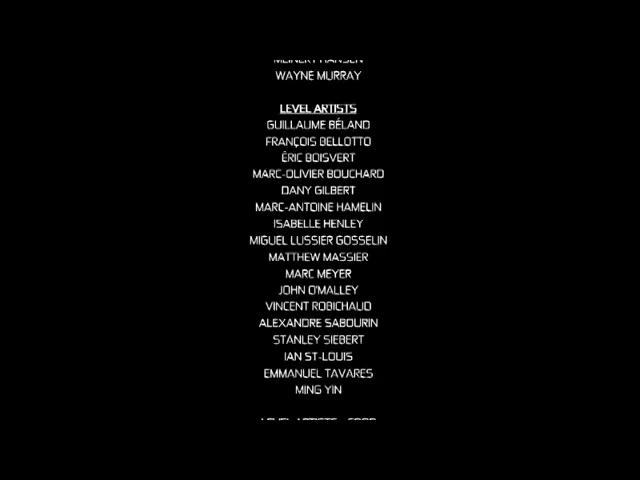 WAYNE MURRAY
LEVEL ARTISTS
GUILLAUME BÉLAND
FRANÇOIS BELLOTTO
ÉRIC BOISVERT
MARC-OLIVIER BOUCHARD
DANY GILBERT
MARC-ANTOINE HAMELIN
ISABELLE HENLEY
MIGUEL LUSSIER GOSSELIN
MATTHEW MASSIER
MARC MEYER
JOHN O'MALLEY
VINCENT ROBICHAUD
ALEXANDRE SABOURIN
STANLEY SIEBERT
IAN ST-LOUIS
EMMANUEL TAVARES
MING YIN
LEVEL ARTISTS